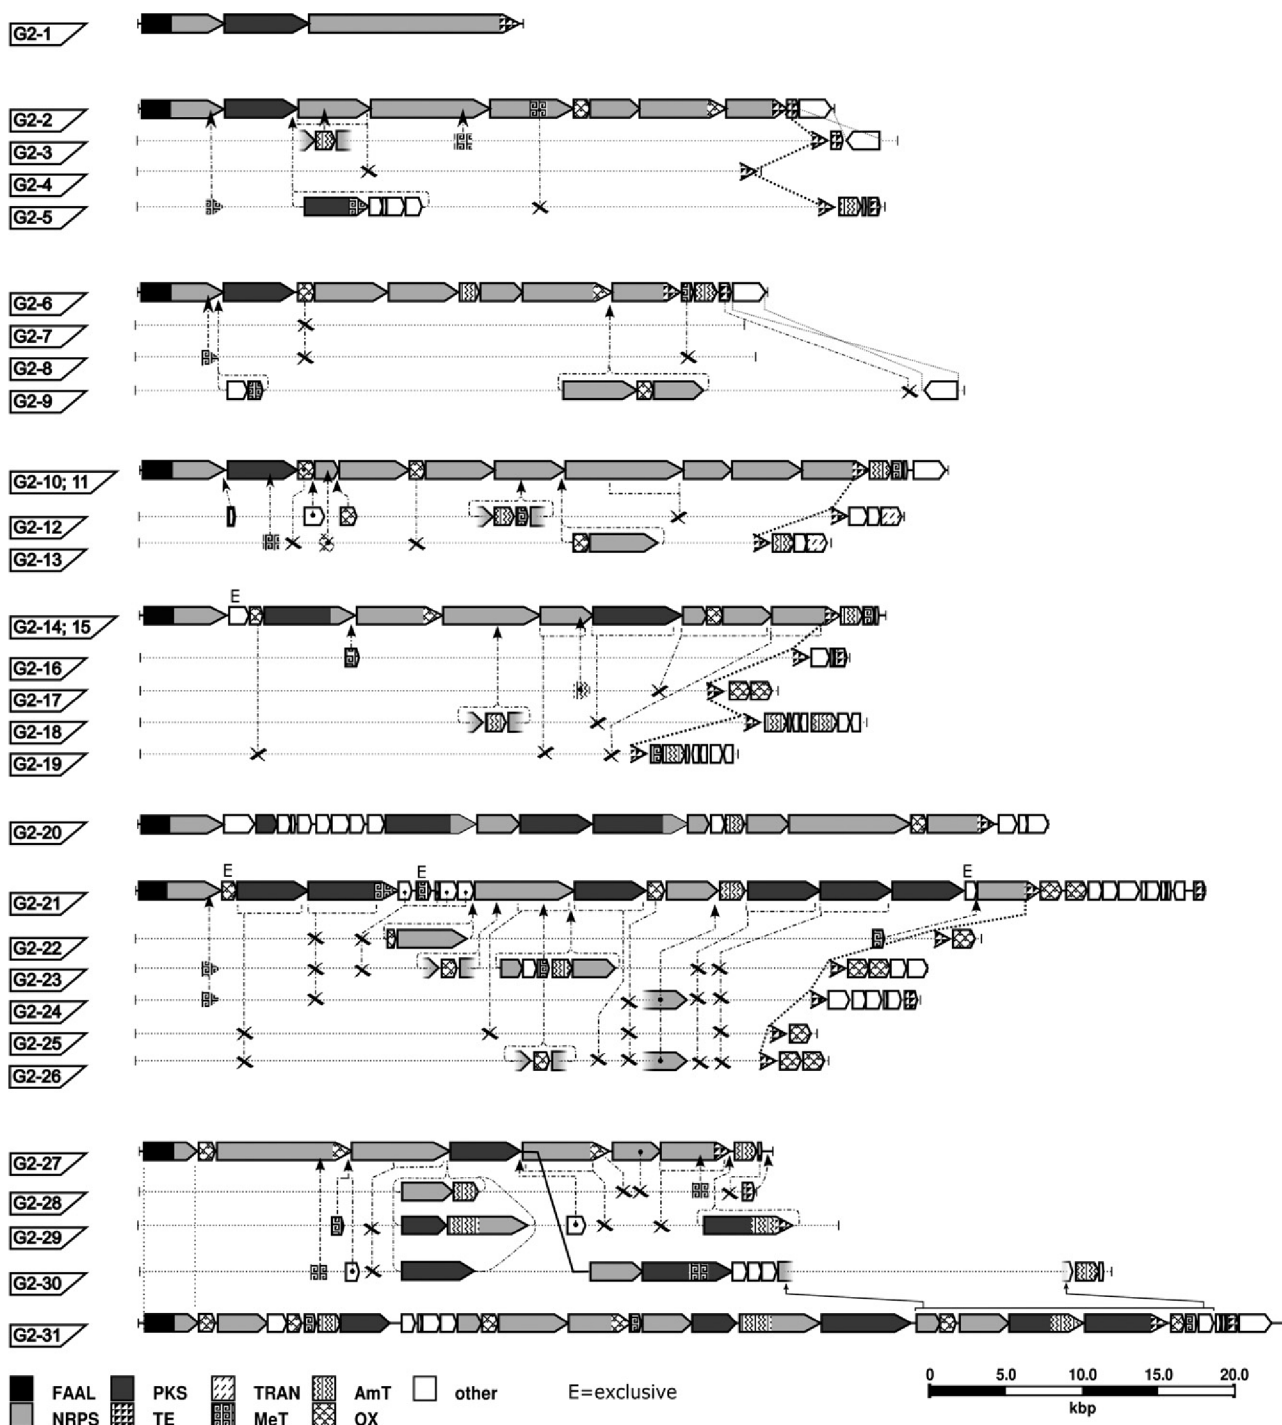 G2-1
G2-2
G2-3
G2-4
G2-5
G2-6
G2-7
G2-8
G2-9
G2-10; 11
G2-12
G2-13
E
G2-14; 15
G2-16
G2-17
G2-18
G2-19
G2-20
E E E
G2-21
G2-22
G2-23
G2-24
G2-25
G2-26
G2-27
G2-28
G2-29
G2-30
G2-31
FAAL PKS TRAN AmT other E=exclusive
NRPS TE MeT OX
0 5.0 10.0 15.0 20.0
kbp